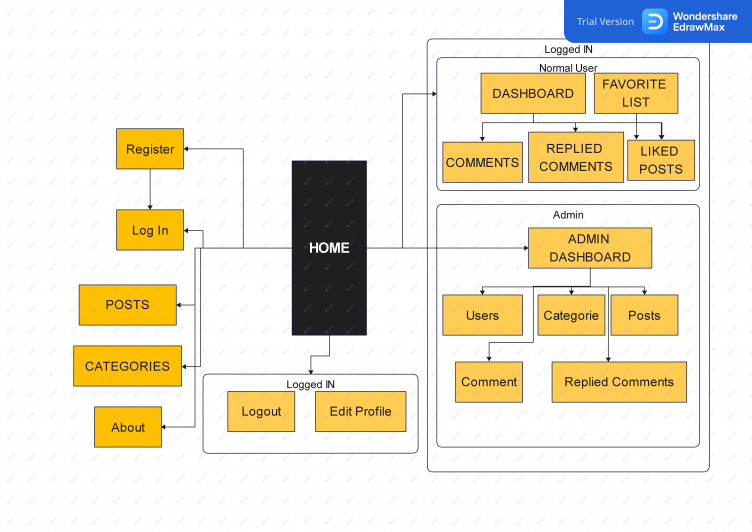 Trial Version
Wondershare
EdrawMax
Logged IN
Normal User
DASHBOARD
FAVORITE
LIST
COMMENTS
REPLIED
COMMENTS
LIKED
POSTS
Register
Log In
HOME
POSTS
CATEGORIES
About
Admin
ADMIN
DASHBOARD
Users
Categorie
Posts
Comment
Replied Comments
Logged IN
Logout
Edit Profile